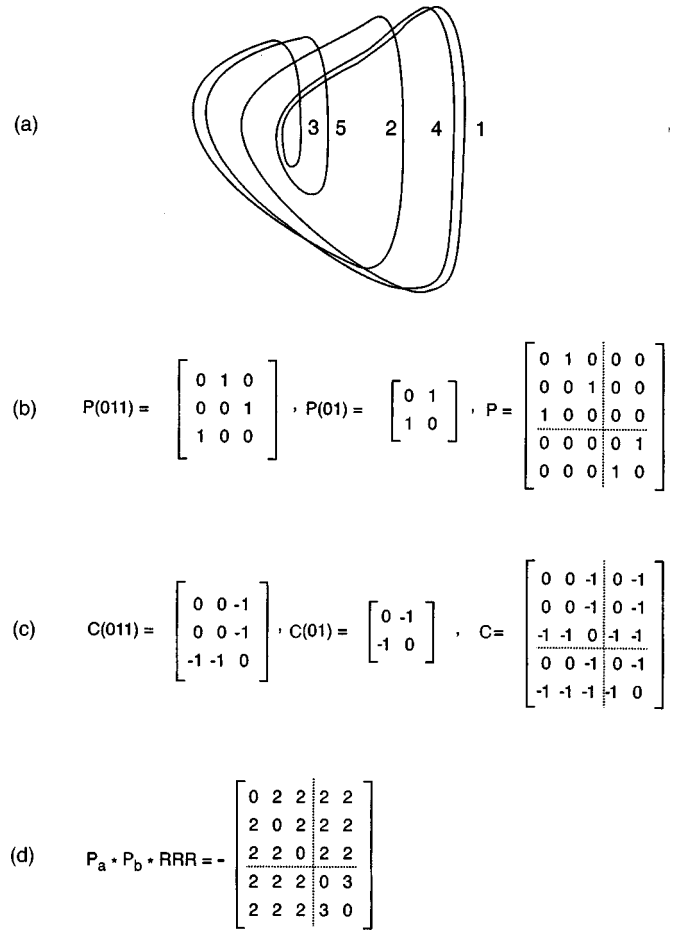 (a)
3 5 2 4 1
(b) P(011) = [0 1 0 , P(01) = [0 1 , P = [0 1 0 0 0
0 0 1 1 0] 0 0 1 0 0
1 0 0] 1 0 0 0 0
0 0 0 0 1
0 0 0 1 0]
(c) C(011) = [0 0 -1 , C(01) = [0 -1 , C= [0 0 -1 0 -1
0 0 -1 -1 0] 0 0 -1 0 -1
-1 -1 0] -1 -1 0 -1 -1
0 0 -1 0 -1
-1 -1 -1 -1 0]
(d) Pa * Pb * RRR = - [0 2 2 2 2
2 0 2 2 2
2 2 0 2 2
2 2 2 0 3
2 2 2 3 0]